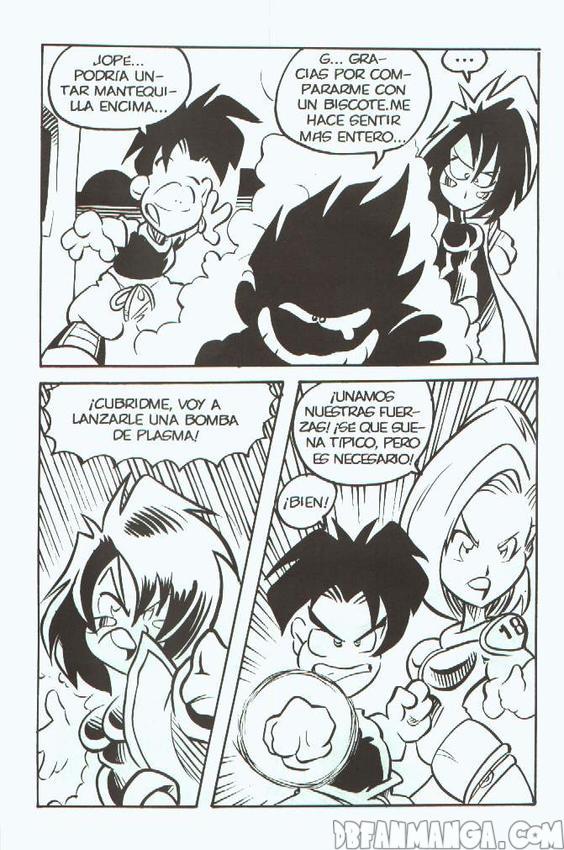 JOPE...
PODRÍA UN-
TAR MANTEQUI-
LLA ENCIMA...
G... GRA-
CIAS POR COM-
PARARME CON
UN BISCOTE.ME
HACE SENTIR
MAS ENTERO...
...
¡CUBRIDME, VOY A
LANZARLE UNA BOMBA
DE PLASMA!
¡UNAMOS
NUESTRAS FUER-
ZAS! ¡SÉ QUE SUE-
NA TÍPICO, PERO
ES NECESARIO!
¡BIEN!
18
DBFANMANGA.COM